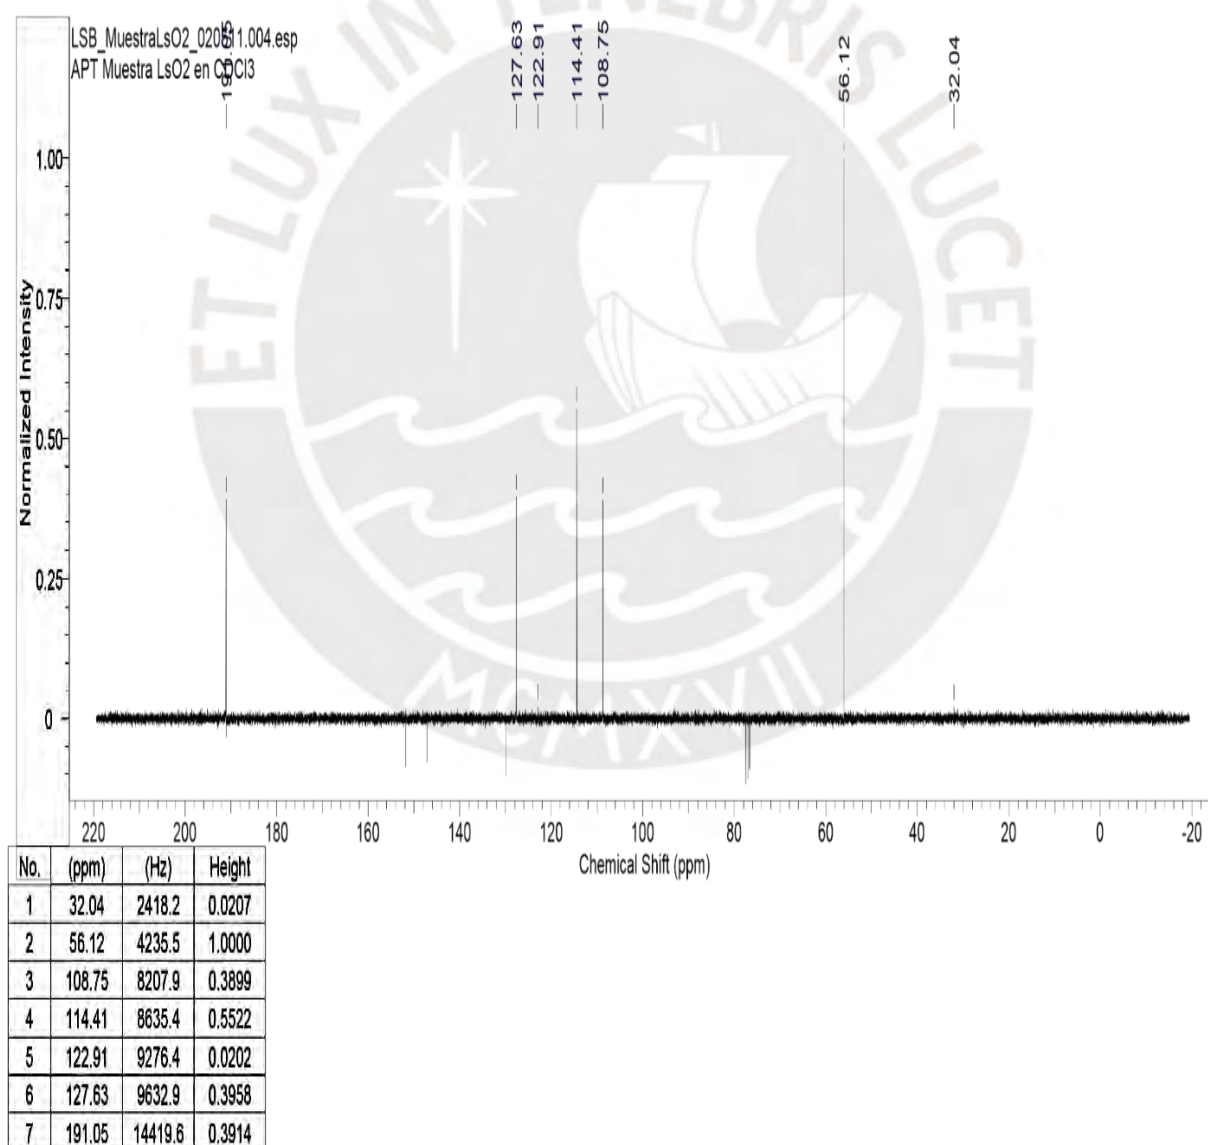 LSB_MuestraLsO2_020611.004.esp
APT Muestra LsO2 en CDCl3
191.05
127.63
122.91
114.41
108.75
56.12
32.04
ET LUX IN TENEBRIS LUCET
MCMXVII
Normalized Intensity
1.00
0.75
0.50
0.25
0
220 200 180 160 140 120 100 80 60 40 20 0 -20
Chemical Shift (ppm)
No. (ppm) (Hz) Height
1 32.04 2418.2 0.0207
2 56.12 4235.5 1.0000
3 108.75 8207.9 0.3899
4 114.41 8635.4 0.5522
5 122.91 9276.4 0.0202
6 127.63 9632.9 0.3958
7 191.05 14419.6 0.3914